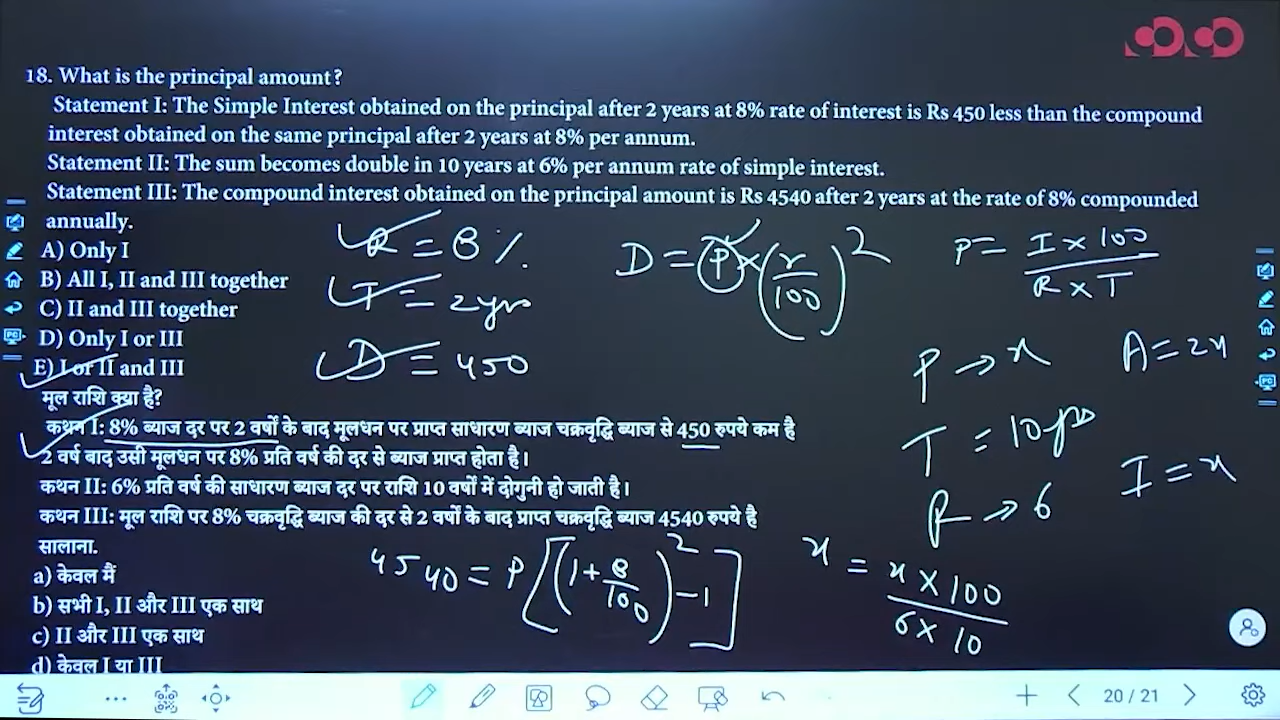 18. What is the principal amount?
Statement I: The Simple Interest obtained on the principal after 2 years at 8% rate of interest is Rs 450 less than the compound
interest obtained on the same principal after 2 years at 8% per annum.
Statement II: The sum becomes double in 10 years at 6% per annum rate of simple interest.
Statement III: The compound interest obtained on the principal amount is Rs 4540 after 2 years at the rate of 8% compounded
annually.
A) Only I
B) All I, II and III together
C) II and III together
D) Only I or III
E) I or II and III
R = 8 %.
T = 2yrs
D = 450
D = P × (r/100)²
P = I × 100 / R × T
P → x
A = 2x
T = 10yrs
R → 6
I = x
मूल राशि क्या है?
कथन I: 8% ब्याज दर पर 2 वर्षों के बाद मूलधन पर प्राप्त साधारण ब्याज चक्रवृद्धि ब्याज से 450 रुपये कम है
2 वर्ष बाद उसी मूलधन पर 8% प्रति वर्ष की दर से ब्याज प्राप्त होता है।
कथन II: 6% प्रति वर्ष की साधारण ब्याज दर पर राशि 10 वर्षों में दोगुनी हो जाती है।
कथन III: मूल राशि पर 8% चक्रवृद्धि ब्याज की दर से 2 वर्षों के बाद प्राप्त चक्रवृद्धि ब्याज 4540 रुपये है
सालाना.
a) केवल मैं
b) सभी I, II और III एक साथ
c) II और III एक साथ
d) केवल I या III
4540 = P [(1 + 8/100)² - 1]
x = x × 100 / 6 × 10
20 / 21